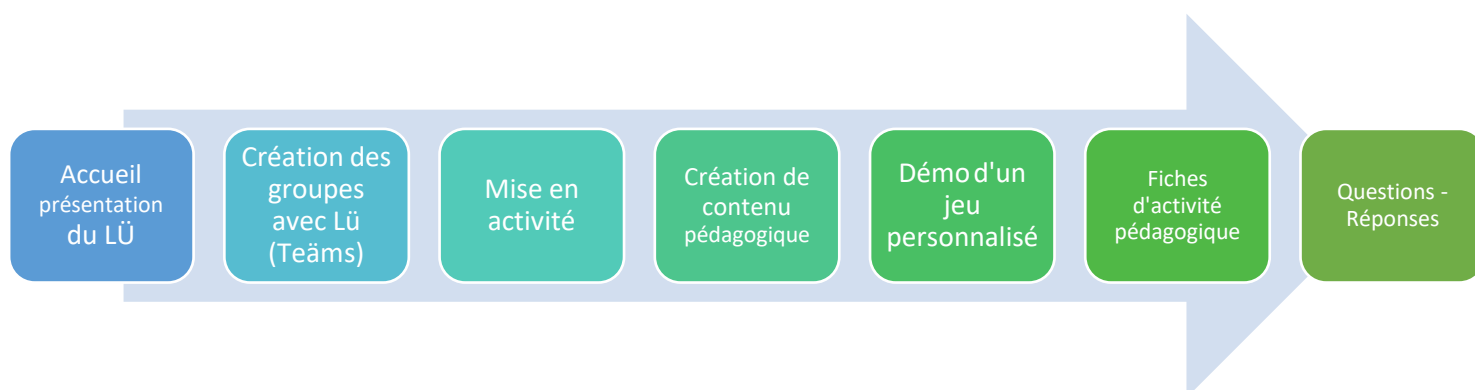 Accueil
présentation
du LÜ
Création des
groupes
avec Lü
(Teäms)
Mise en
activité
Création de
contenu
pédagogique
Démo d'un
jeu
personnalisé
Fiches
d'activité
pédagogique
Questions -
Réponses